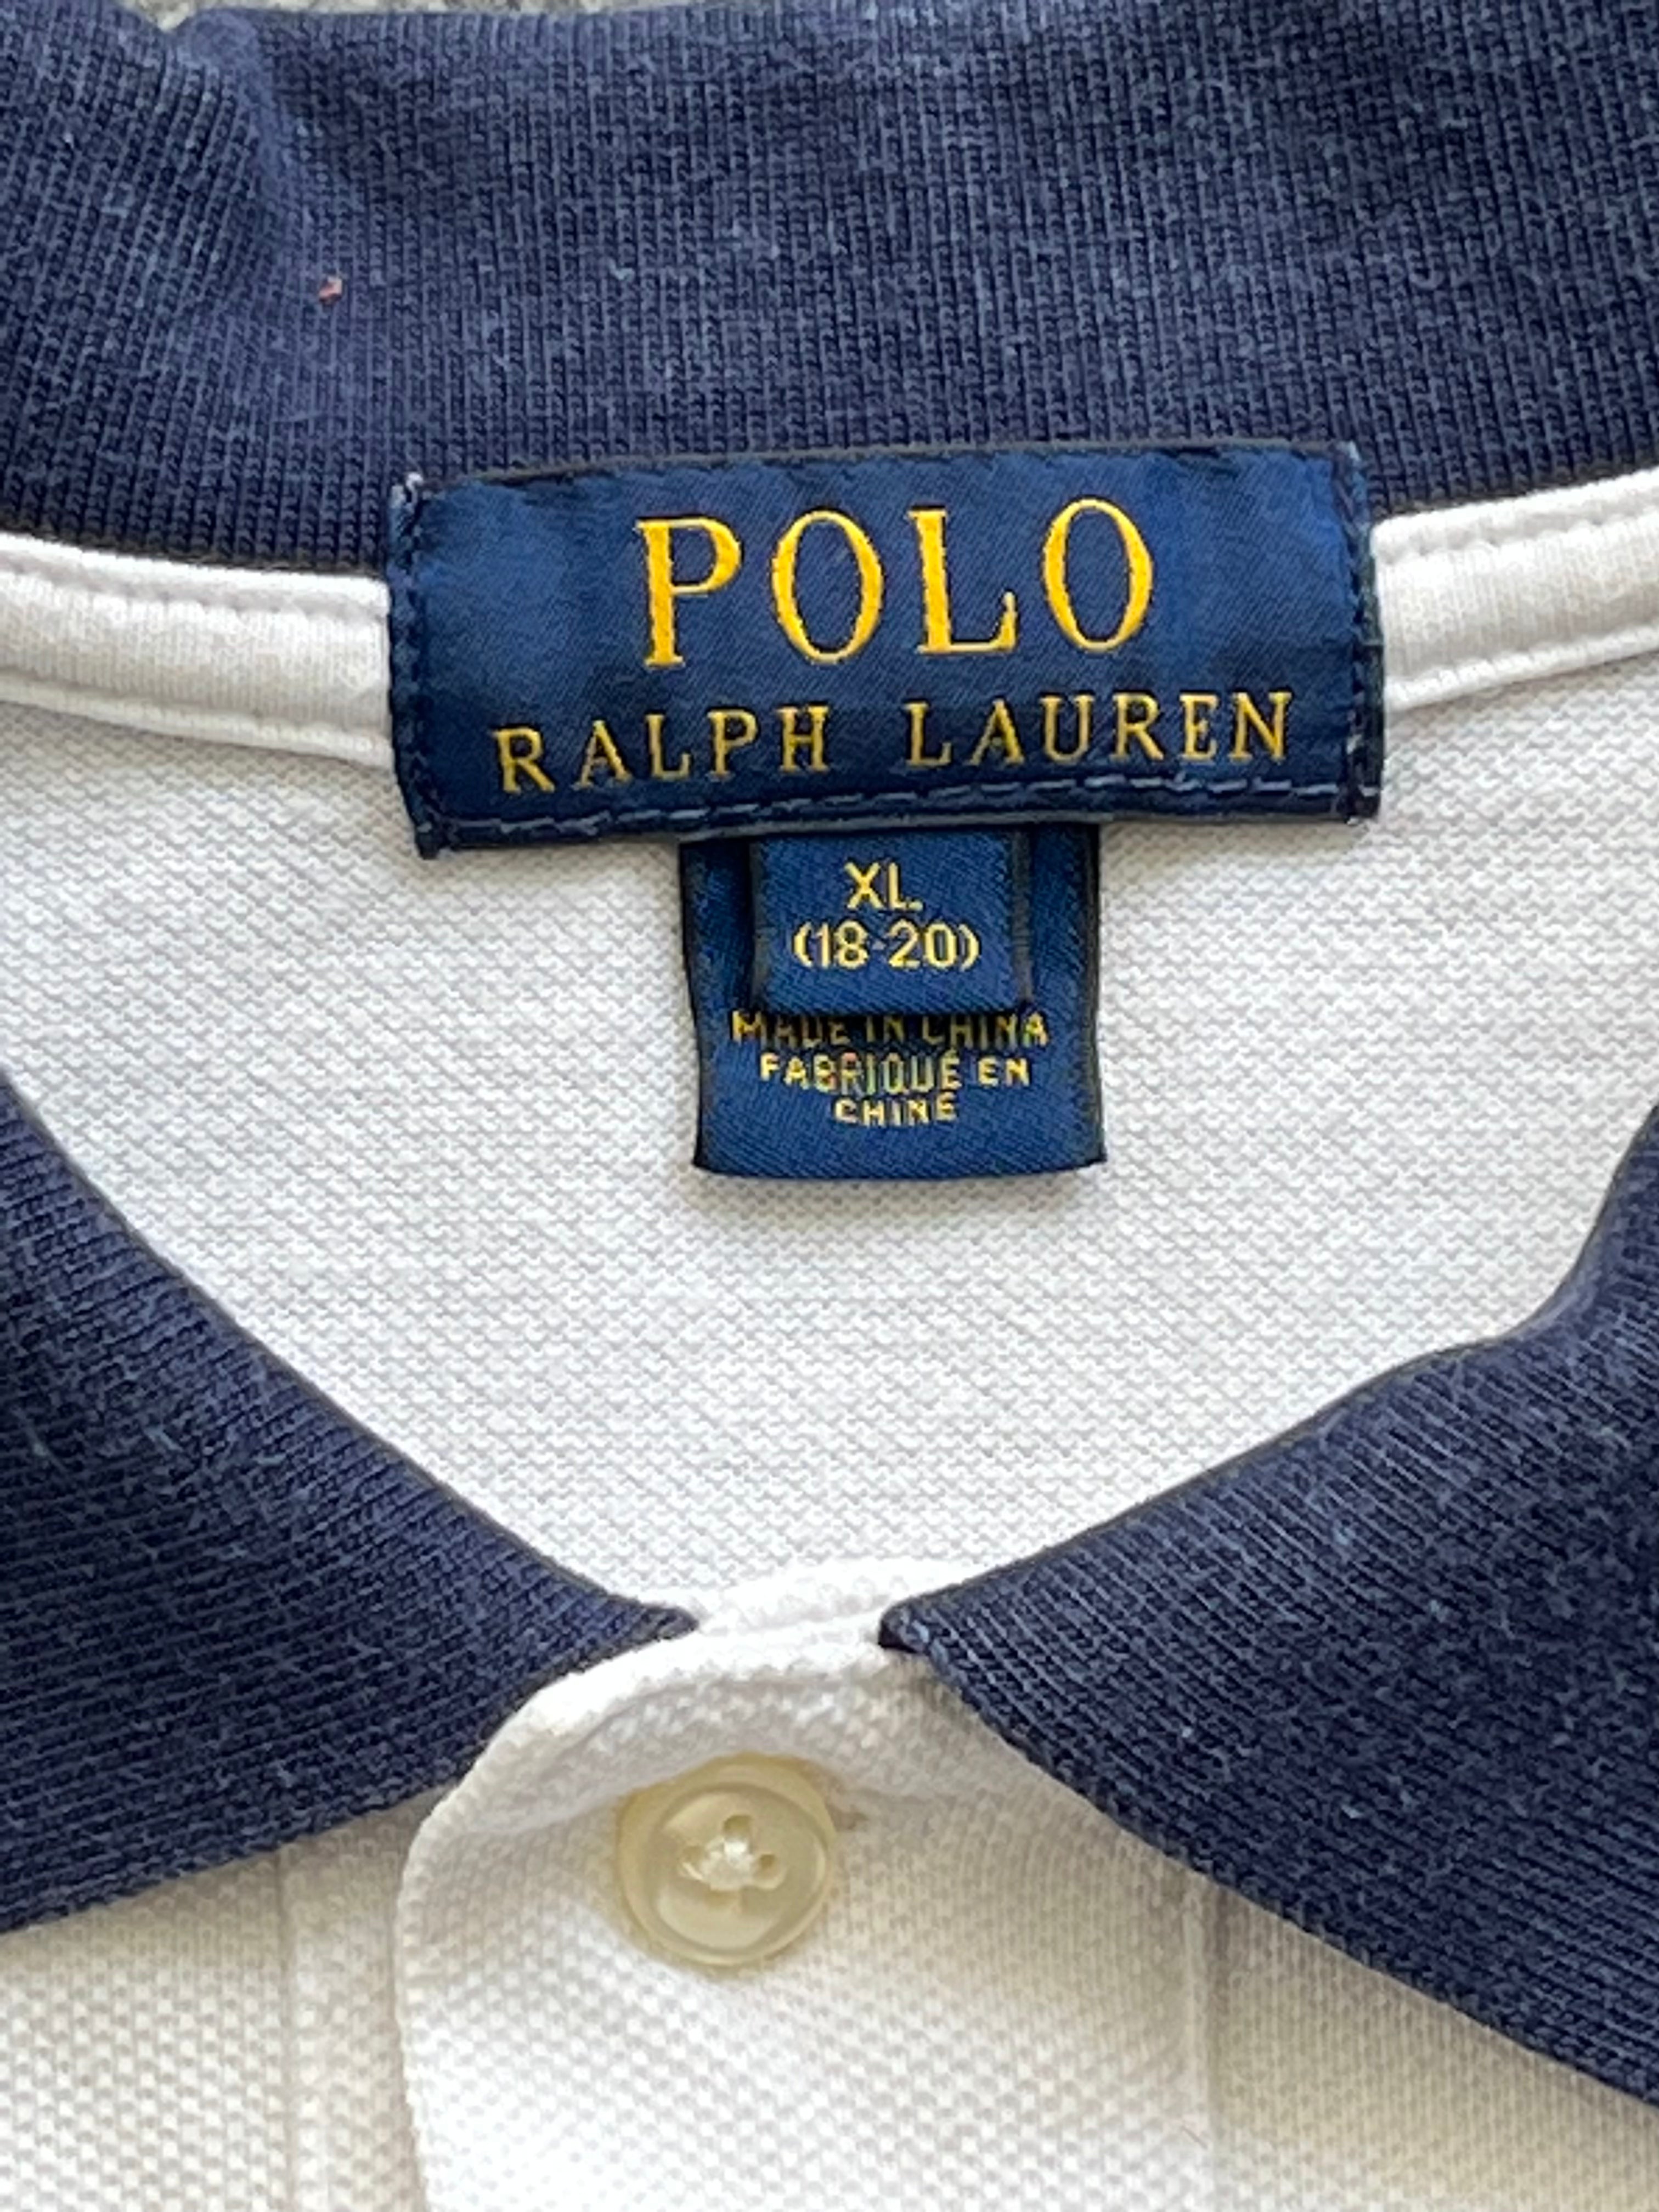 POLO
RALPH LAUREN
XL
(18-20)
MADE IN CHINA
FABRIQUÉ EN
CHINE